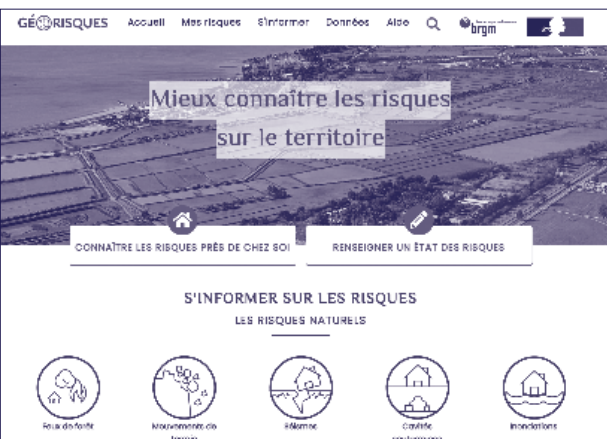 GÉORISQUES Accueil Mes risques S'informer Données Aide brgm
Mieux connaître les risques
sur le territoire
CONNAÎTRE LES RISQUES PRÈS DE CHEZ SOI RENSEIGNER UN ÉTAT DES RISQUES
S'INFORMER SUR LES RISQUES
LES RISQUES NATURELS
Feux de forêt Mouvements de Séismes Cavités Inondations
terrain souterraines